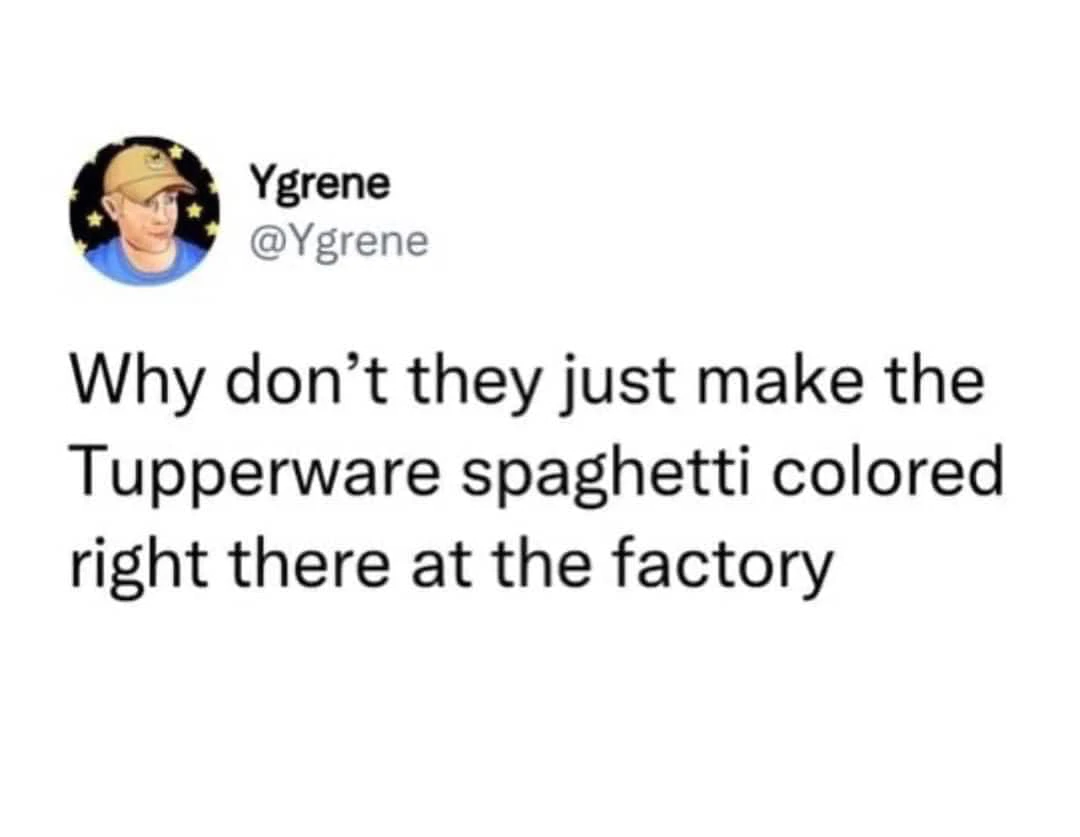 Ygrene
@Ygrene
Why don’t they just make the
Tupperware spaghetti colored
right there at the factory